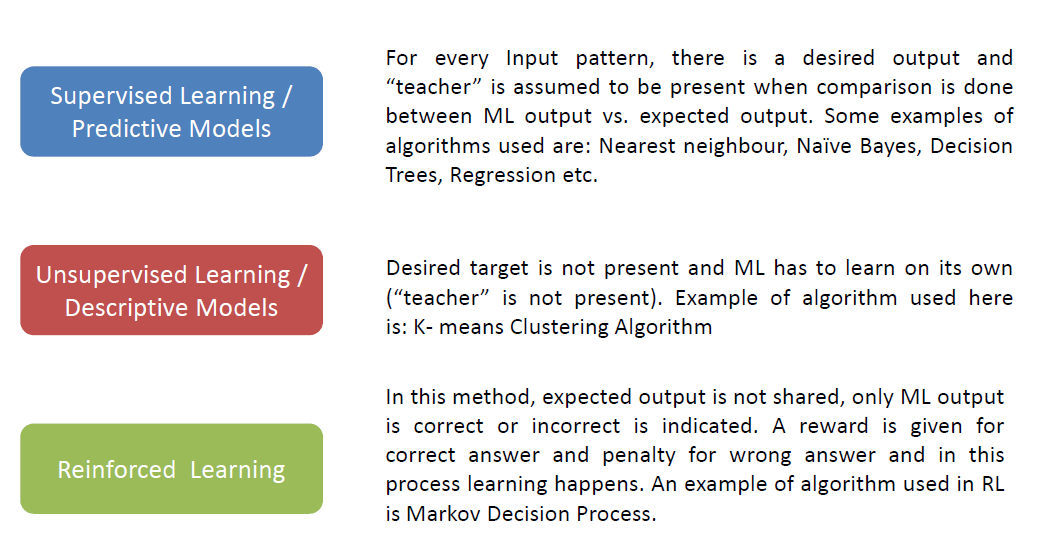 Supervised Learning /
Predictive Models
For every Input pattern, there is a desired output and
“teacher” is assumed to be present when comparison is done
between ML output vs. expected output. Some examples of
algorithms used are: Nearest neighbour, Naïve Bayes, Decision
Trees, Regression etc.
Unsupervised Learning /
Descriptive Models
Desired target is not present and ML has to learn on its own
(“teacher” is not present). Example of algorithm used here
is: K- means Clustering Algorithm
Reinforced Learning
In this method, expected output is not shared, only ML output
is correct or incorrect is indicated. A reward is given for
correct answer and penalty for wrong answer and in this
process learning happens. An example of algorithm used in RL
is Markov Decision Process.